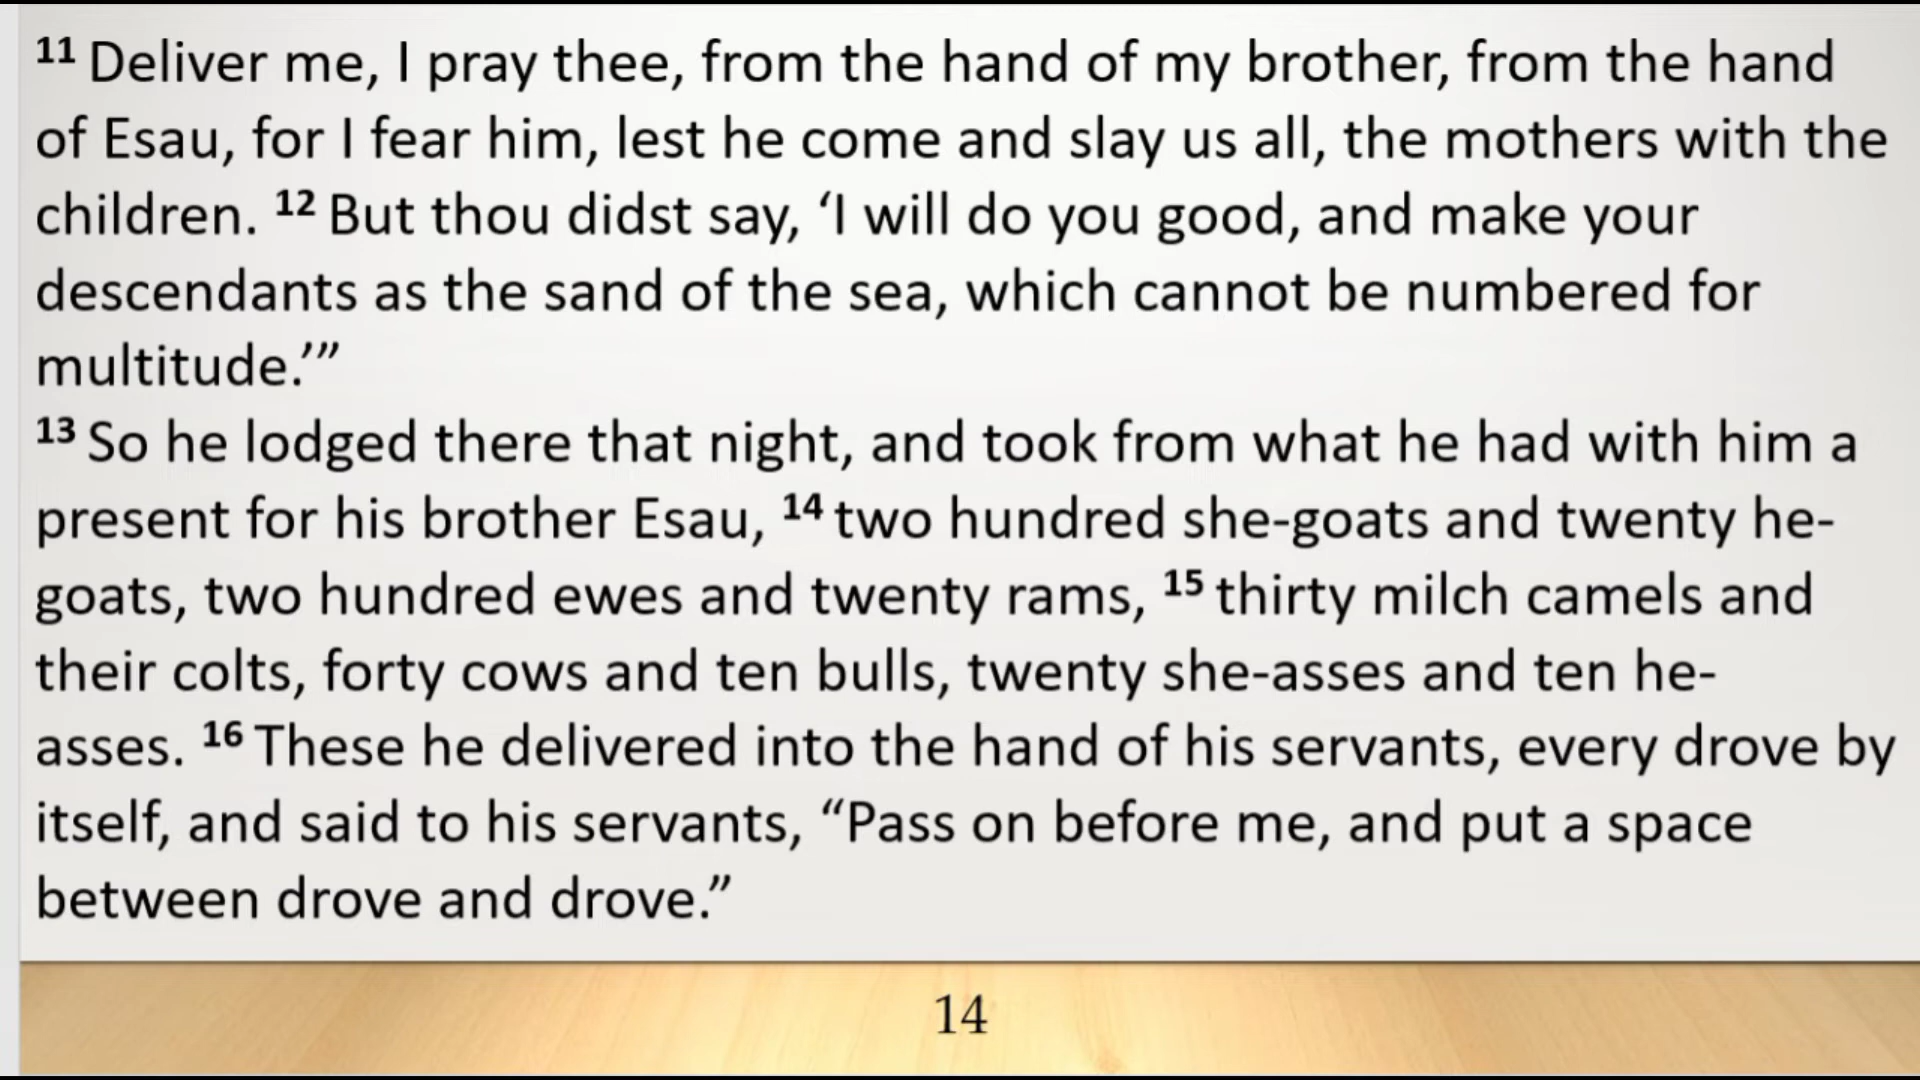 11 Deliver me, I pray thee, from the hand of my brother, from the hand
of Esau, for I fear him, lest he come and slay us all, the mothers with the
children. 12 But thou didst say, ‘I will do you good, and make your
descendants as the sand of the sea, which cannot be numbered for
multitude.’”
13 So he lodged there that night, and took from what he had with him a
present for his brother Esau, 14 two hundred she-goats and twenty he-
goats, two hundred ewes and twenty rams, 15 thirty milch camels and
their colts, forty cows and ten bulls, twenty she-asses and ten he-
asses. 16 These he delivered into the hand of his servants, every drove by
itself, and said to his servants, “Pass on before me, and put a space
between drove and drove.”
14